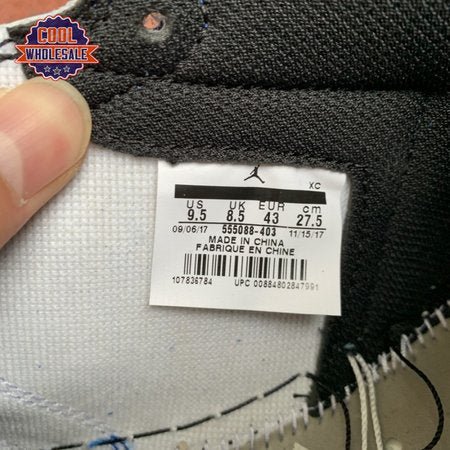 COOL
WHOLESALE
XC
US UK EUR cm
9.5 8.5 43 27.5
09/06/17 555088-403 11/15/17
MADE IN CHINA
FABRIQUE EN CHINE
107836784 UPC 00884802847991